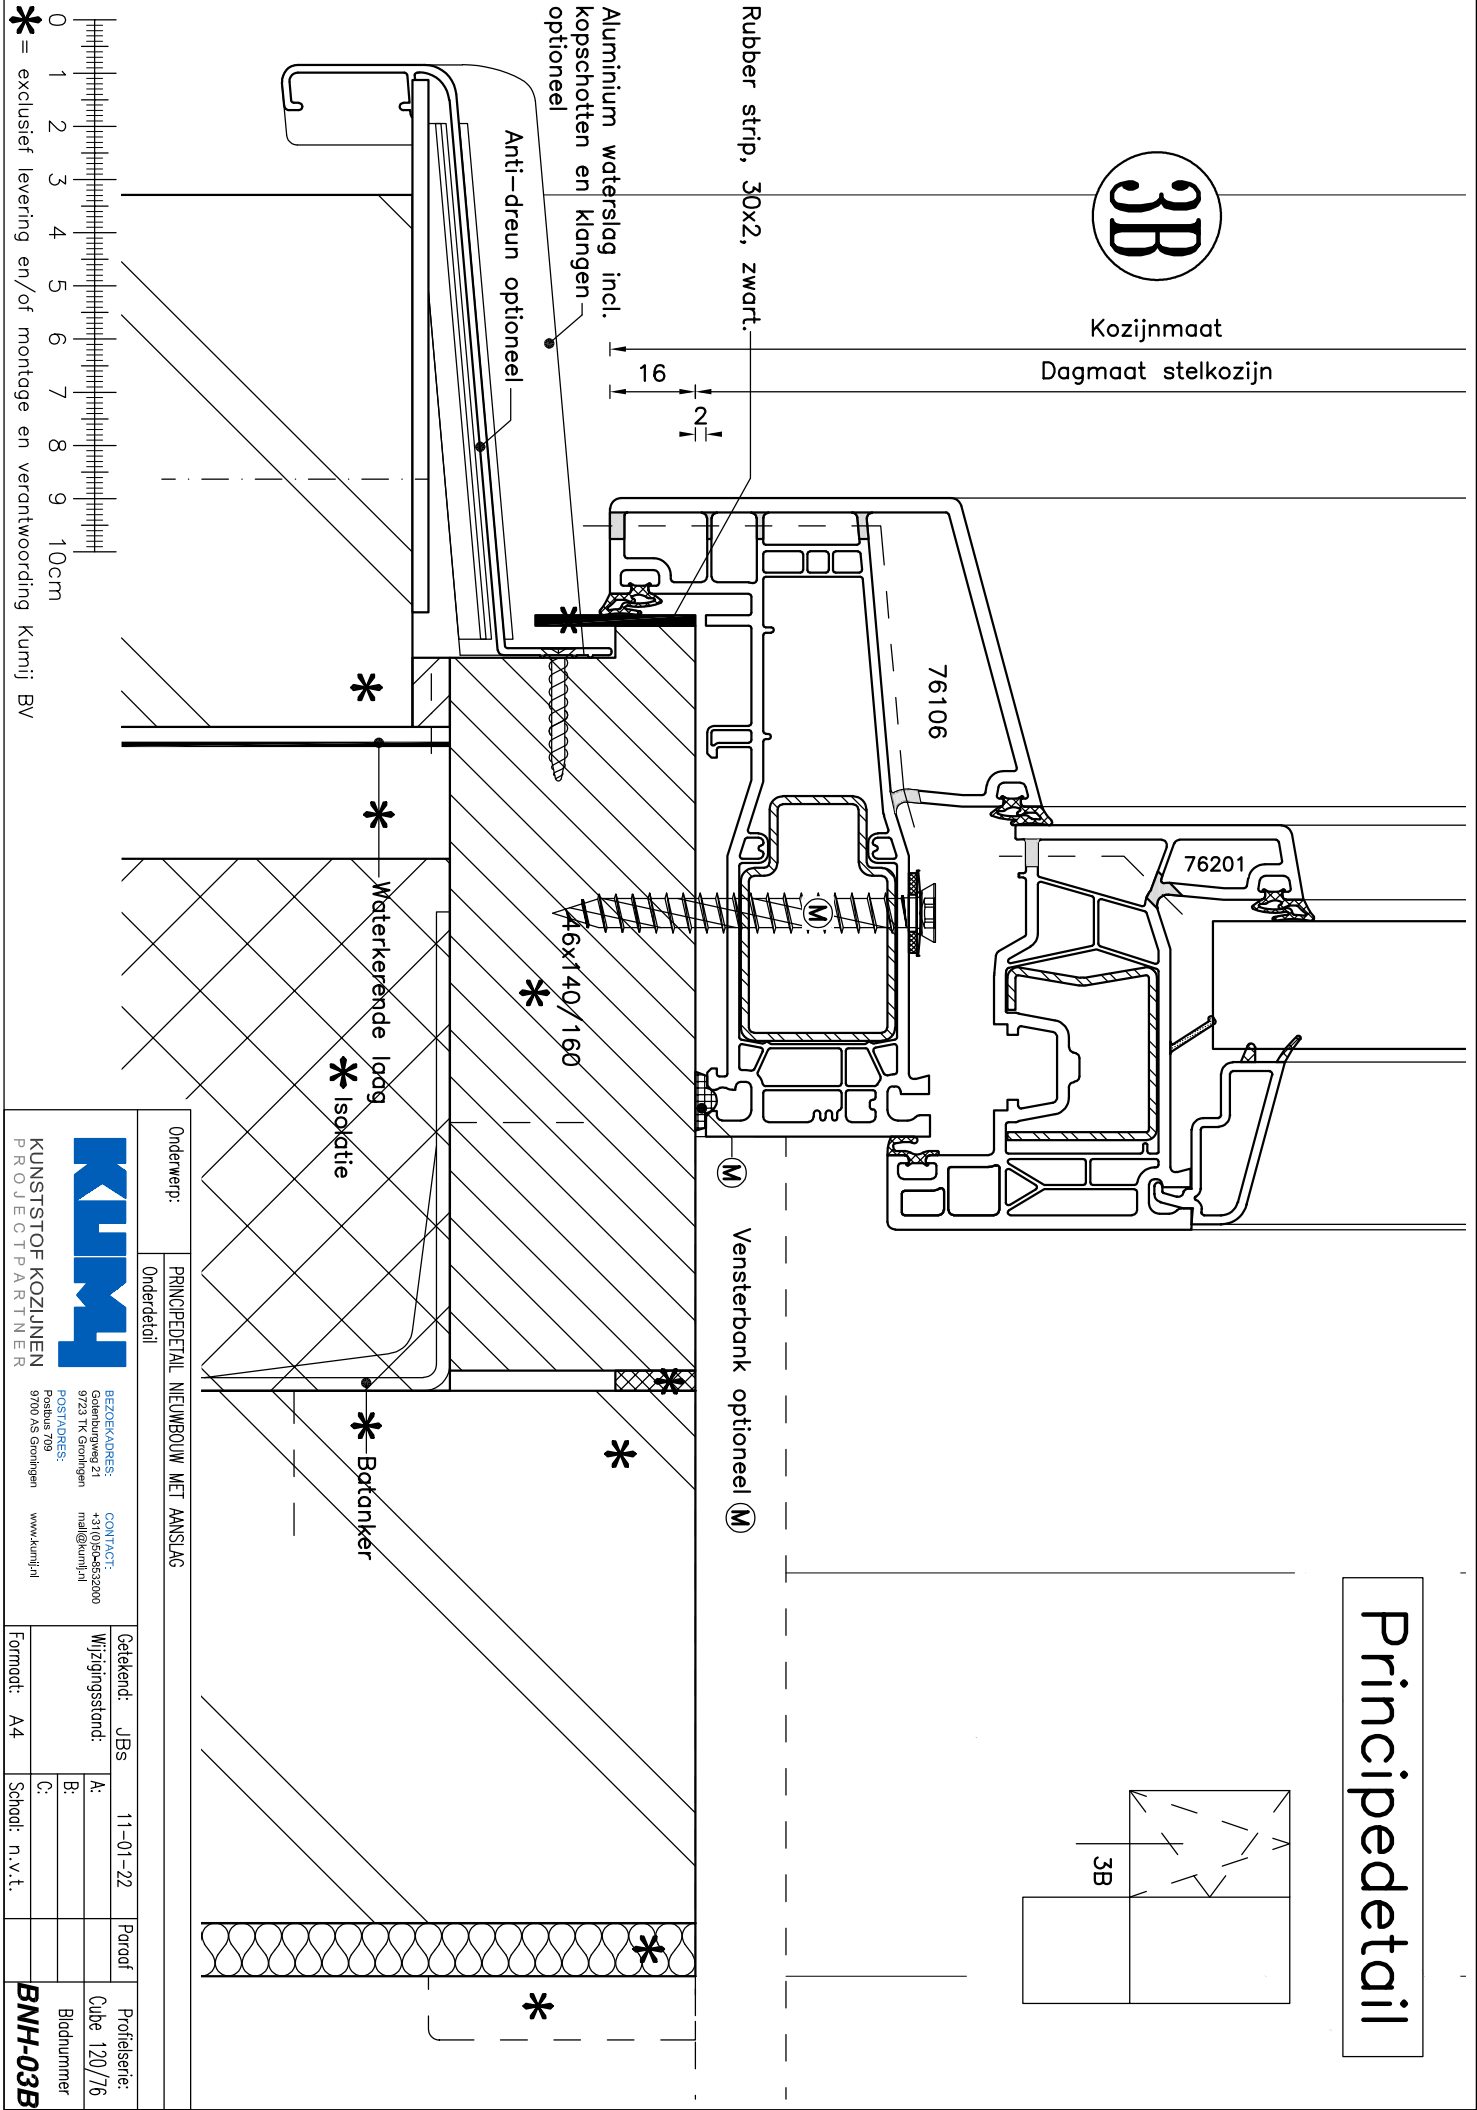 Principedetail
3B
Kozijnmaat
Dagmaat stelkozijn
16
2
Rubber strip, 30x2, zwart.
Aluminium waterslag incl.
kopschotten en klangen
optioneel
Anti-dreun optioneel
76106
76201
M
46x140/160
*
M
Vensterbank optioneel M
3B
*
*
*
Waterkerende laag
* Isolatie
* Batanker
*
*
*
*
0 1 2 3 4 5 6 7 8 9 10cm
* = exclusief levering en/of montage en verantwoording Kumij BV
Onderwerp:
PRINCIPEDETAIL NIEUWBOUW MET AANSLAG
Onderdetail
KUMIJ
KUNSTSTOF KOZIJNEN
PROJECTPARTNER
BEZOEKADRES:
Gotenburgweg 21
9723 TK Groningen
POSTADRES:
Postbus 709
9700 AS Groningen
CONTACT:
+31(0)50-8532000
mail@kumij.nl
www.kumij.nl
Getekend: JBs 11-01-22 Paraaf
Wijzigingsstand: A:
B:
C:
Formaat: A4 Schaal: n.v.t.
Profielserie:
Cube 120/76
Bladnummer
BNH-03B